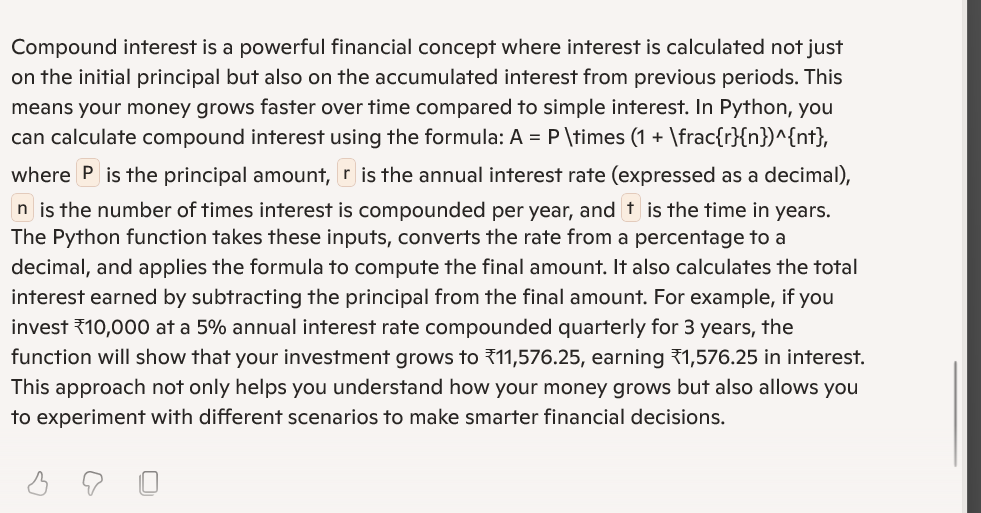 Compound interest is a powerful financial concept where interest is calculated not just
on the initial principal but also on the accumulated interest from previous periods. This
means your money grows faster over time compared to simple interest. In Python, you
can calculate compound interest using the formula: A = P \times (1 + \frac{r}{n})^{nt},
where P is the principal amount, r is the annual interest rate (expressed as a decimal),
n is the number of times interest is compounded per year, and t is the time in years.
The Python function takes these inputs, converts the rate from a percentage to a
decimal, and applies the formula to compute the final amount. It also calculates the total
interest earned by subtracting the principal from the final amount. For example, if you
invest ₹10,000 at a 5% annual interest rate compounded quarterly for 3 years, the
function will show that your investment grows to ₹11,576.25, earning ₹1,576.25 in interest.
This approach not only helps you understand how your money grows but also allows you
to experiment with different scenarios to make smarter financial decisions.